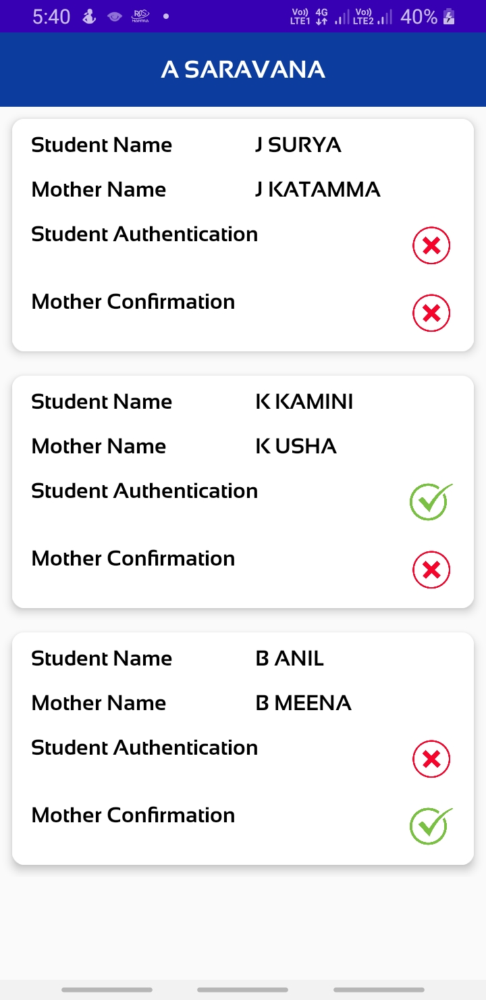 5:40 RDS MANTRA Vo)) LTE1 4G Vo)) LTE2 40%
A SARAVANA
Student Name J SURYA
Mother Name J KATAMMA
Student Authentication
Mother Confirmation
Student Name K KAMINI
Mother Name K USHA
Student Authentication
Mother Confirmation
Student Name B ANIL
Mother Name B MEENA
Student Authentication
Mother Confirmation